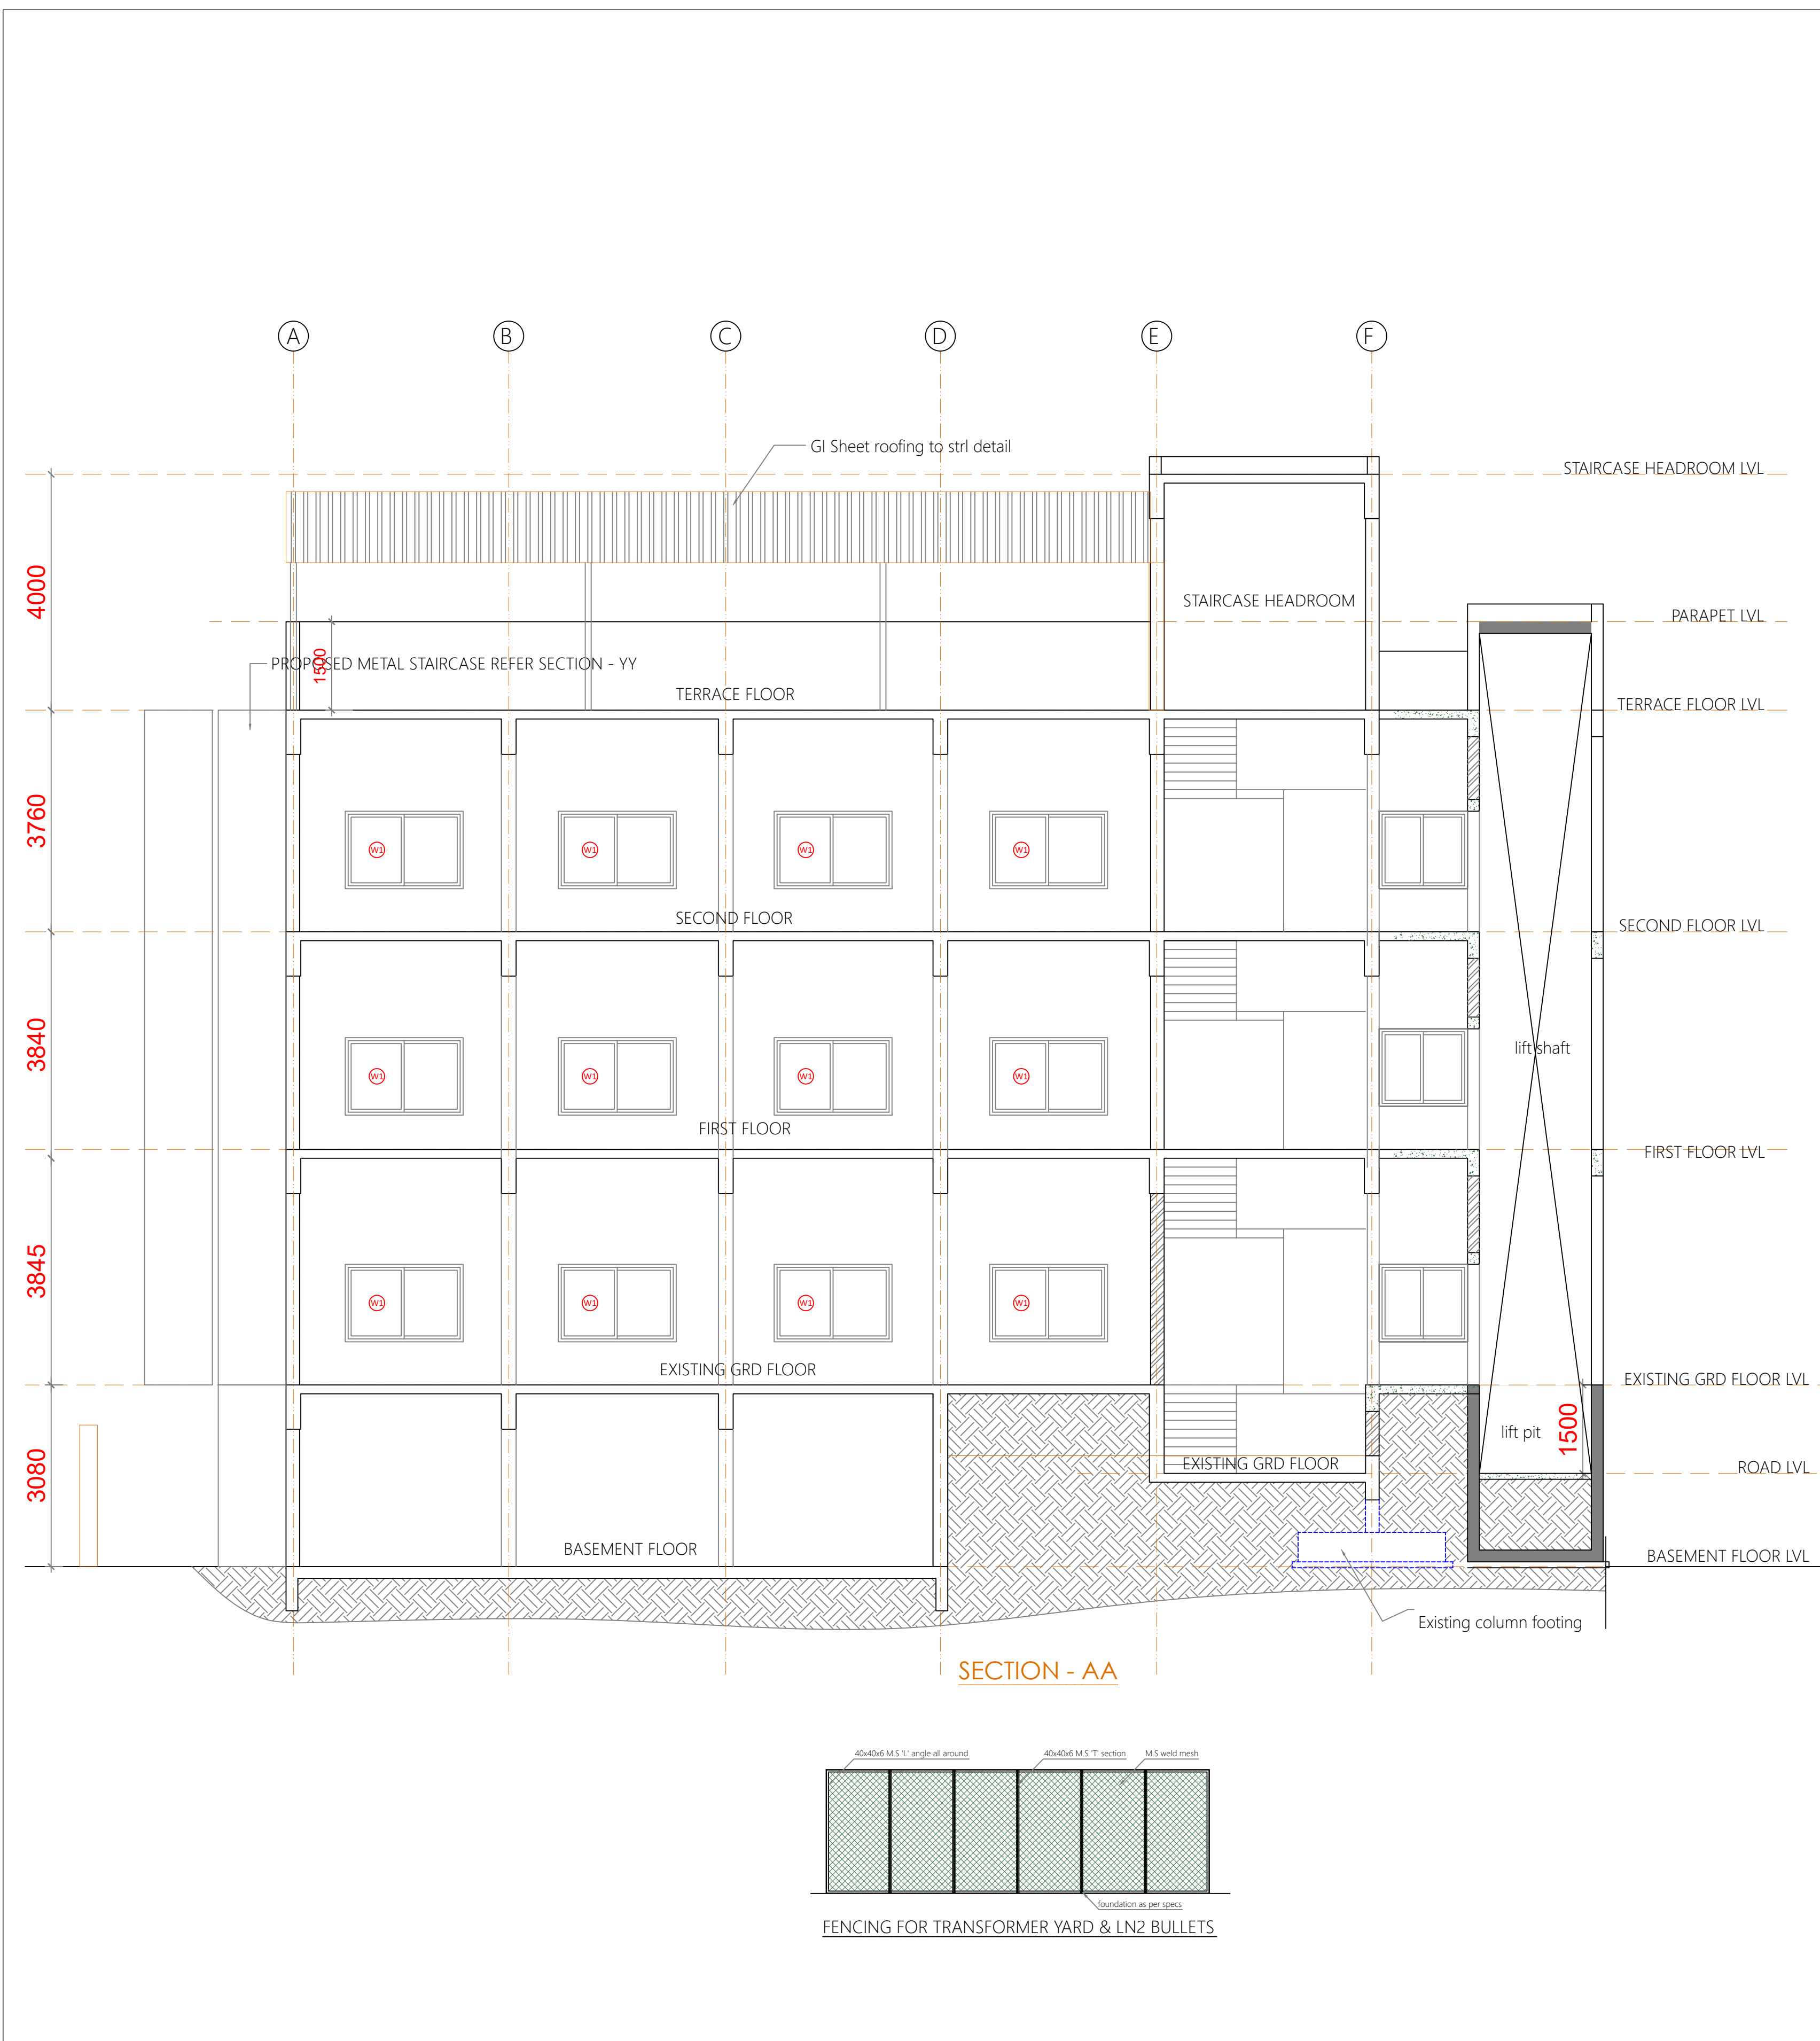 A
B
C
D
E
F
GI Sheet roofing to strl detail
STAIRCASE HEADROOM LVL
4000
STAIRCASE HEADROOM
PARAPET LVL
1500
PROPOSED METAL STAIRCASE REFER SECTION - YY
TERRACE FLOOR
TERRACE FLOOR LVL
3760
W1
W1
W1
W1
SECOND FLOOR
SECOND FLOOR LVL
3840
lift shaft
W1
W1
W1
W1
FIRST FLOOR
FIRST FLOOR LVL
3845
W1
W1
W1
W1
EXISTING GRD FLOOR
EXISTING GRD FLOOR LVL
lift pit
1500
3080
EXISTING GRD FLOOR
ROAD LVL
BASEMENT FLOOR
BASEMENT FLOOR LVL
Existing column footing
SECTION - AA
40x40x6 M.S 'L' angle all around
40x40x6 M.S 'T' section
M.S weld mesh
foundation as per specs
FENCING FOR TRANSFORMER YARD & LN2 BULLETS